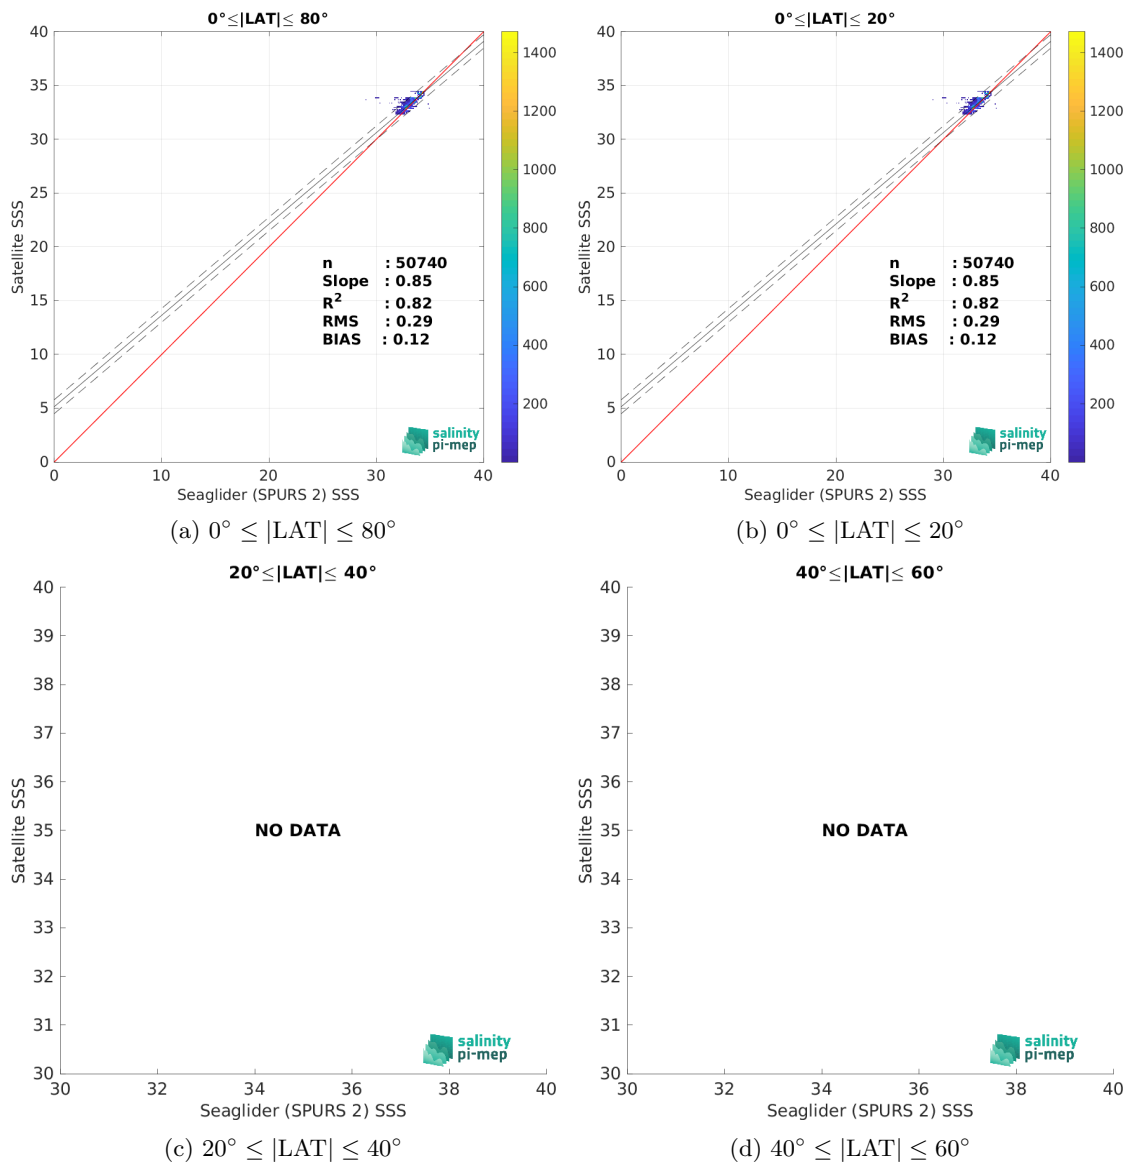 0°≤|LAT|≤ 80°
40
35
30
25
20
15
10
5
0
Satellite SSS
n : 50740
Slope : 0.85
R² : 0.82
RMS : 0.29
BIAS : 0.12
salinity
pi-mep
0 10 20 30 40
Seaglider (SPURS 2) SSS
1400
1200
1000
800
600
400
200
(a) 0° ≤ |LAT| ≤ 80°
0°≤|LAT|≤ 20°
40
35
30
25
20
15
10
5
0
Satellite SSS
n : 50740
Slope : 0.85
R² : 0.82
RMS : 0.29
BIAS : 0.12
salinity
pi-mep
0 10 20 30 40
Seaglider (SPURS 2) SSS
1400
1200
1000
800
600
400
200
(b) 0° ≤ |LAT| ≤ 20°
20°≤|LAT|≤ 40°
40
39
38
37
36
35
34
33
32
31
30
Satellite SSS
NO DATA
salinity
pi-mep
30 32 34 36 38 40
Seaglider (SPURS 2) SSS
(c) 20° ≤ |LAT| ≤ 40°
40°≤|LAT|≤ 60°
40
39
38
37
36
35
34
33
32
31
30
Satellite SSS
NO DATA
salinity
pi-mep
30 32 34 36 38 40
Seaglider (SPURS 2) SSS
(d) 40° ≤ |LAT| ≤ 60°